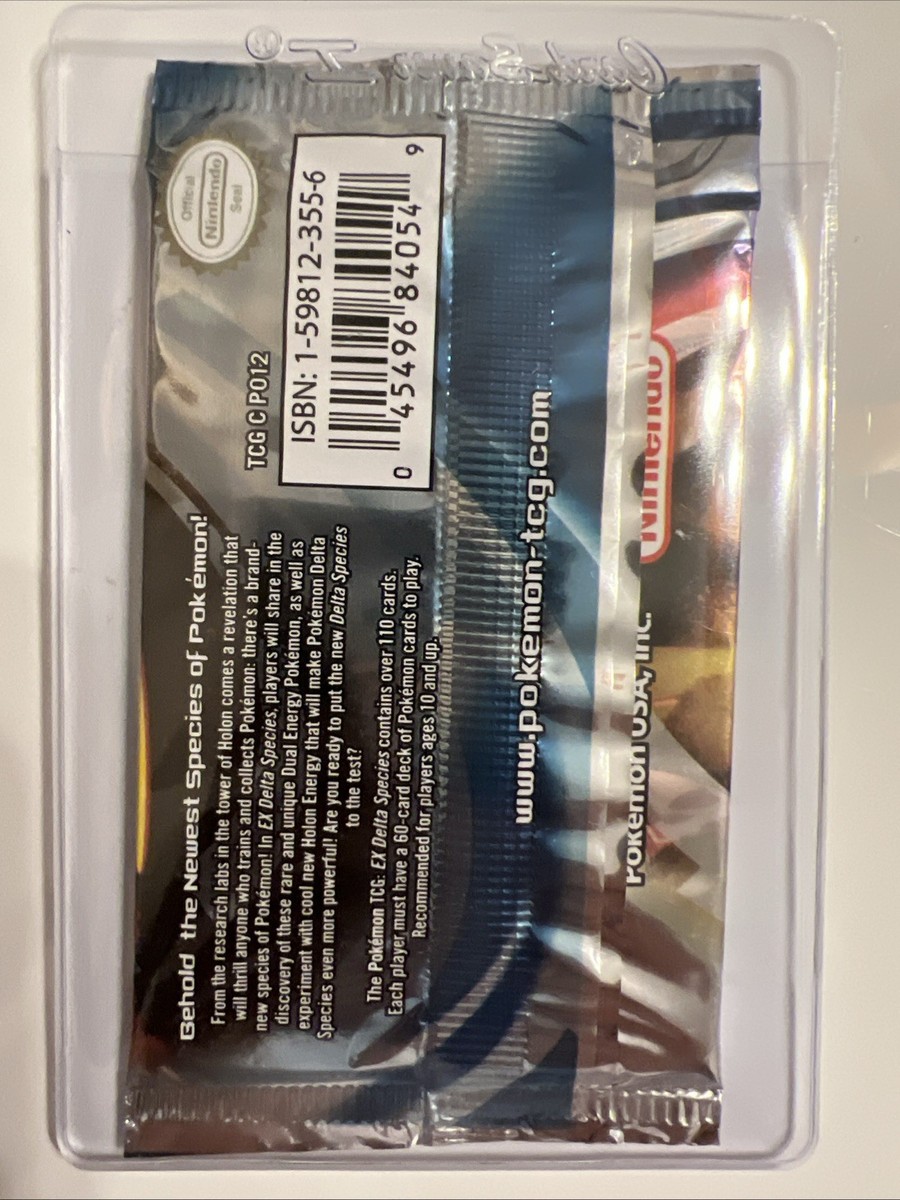 Behold the Newest Species of Pokémon!
From the research labs in the tower of Holon comes a revelation that
will thrill anyone who trains and collects Pokémon: there's a brand-
new species of Pokémon! In EX Delta Species, players will share in the
discovery of these rare and unique Dual Energy Pokémon, as well as
experiment with cool new Holon Energy that will make Pokémon Delta
Species even more powerful! Are you ready to put the new Delta Species
to the test?
The Pokémon TCG: EX Delta Species contains over 110 cards.
Each player must have a 60-card deck of Pokémon cards to play.
Recommended for players ages 10 and up.
Official
Nintendo
Seal
TCG C P012
ISBN: 1-59812-355-6
0 45496 84054 9
www.pokemon-tcg.com
Pokémon USA, Inc.
Nintendo